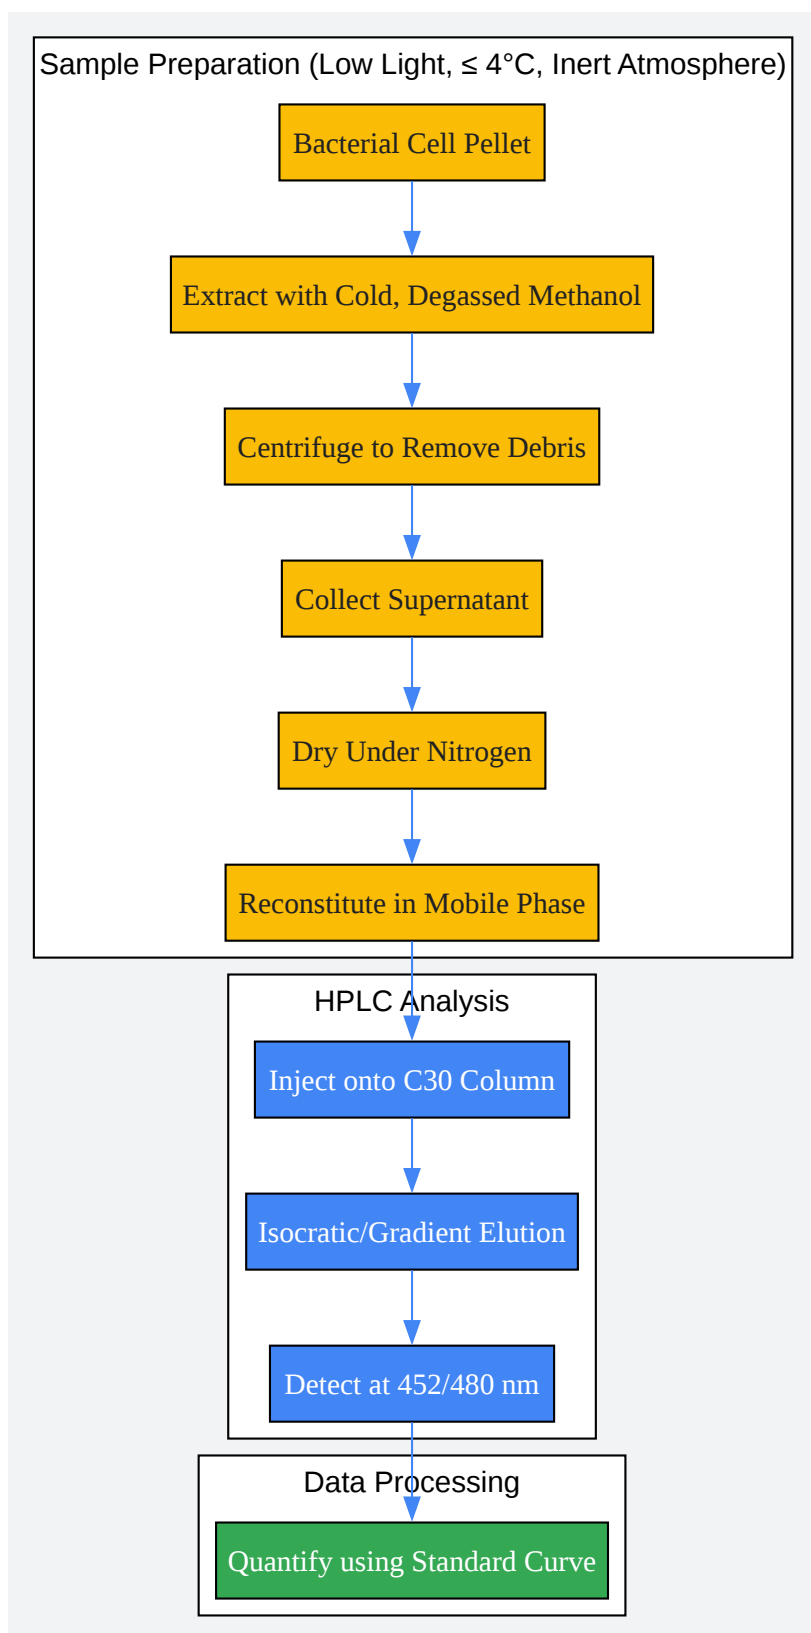 Sample Preparation (Low Light, ≤ 4°C, Inert Atmosphere)
Bacterial Cell Pellet
Extract with Cold, Degassed Methanol
Centrifuge to Remove Debris
Collect Supernatant
Dry Under Nitrogen
Reconstitute in Mobile Phase
HPLC Analysis
Inject onto C30 Column
Isocratic/Gradient Elution
Detect at 452/480 nm
Data Processing
Quantify using Standard Curve